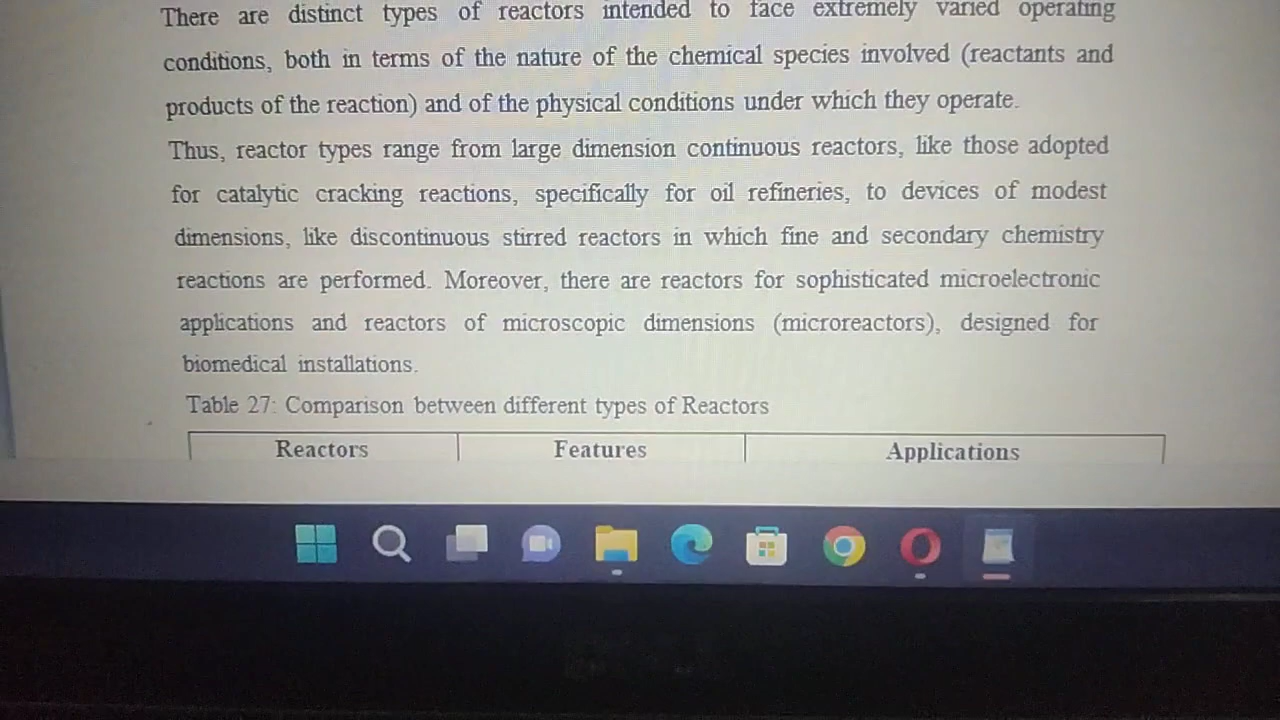 There are distinct types of reactors intended to face extremely varied operating
conditions, both in terms of the nature of the chemical species involved (reactants and
products of the reaction) and of the physical conditions under which they operate.
Thus, reactor types range from large dimension continuous reactors, like those adopted
for catalytic cracking reactions, specifically for oil refineries, to devices of modest
dimensions, like discontinuous stirred reactors in which fine and secondary chemistry
reactions are performed. Moreover, there are reactors for sophisticated microelectronic
applications and reactors of microscopic dimensions (microreactors), designed for
biomedical installations.
Table 27: Comparison between different types of Reactors
Reactors Features Applications